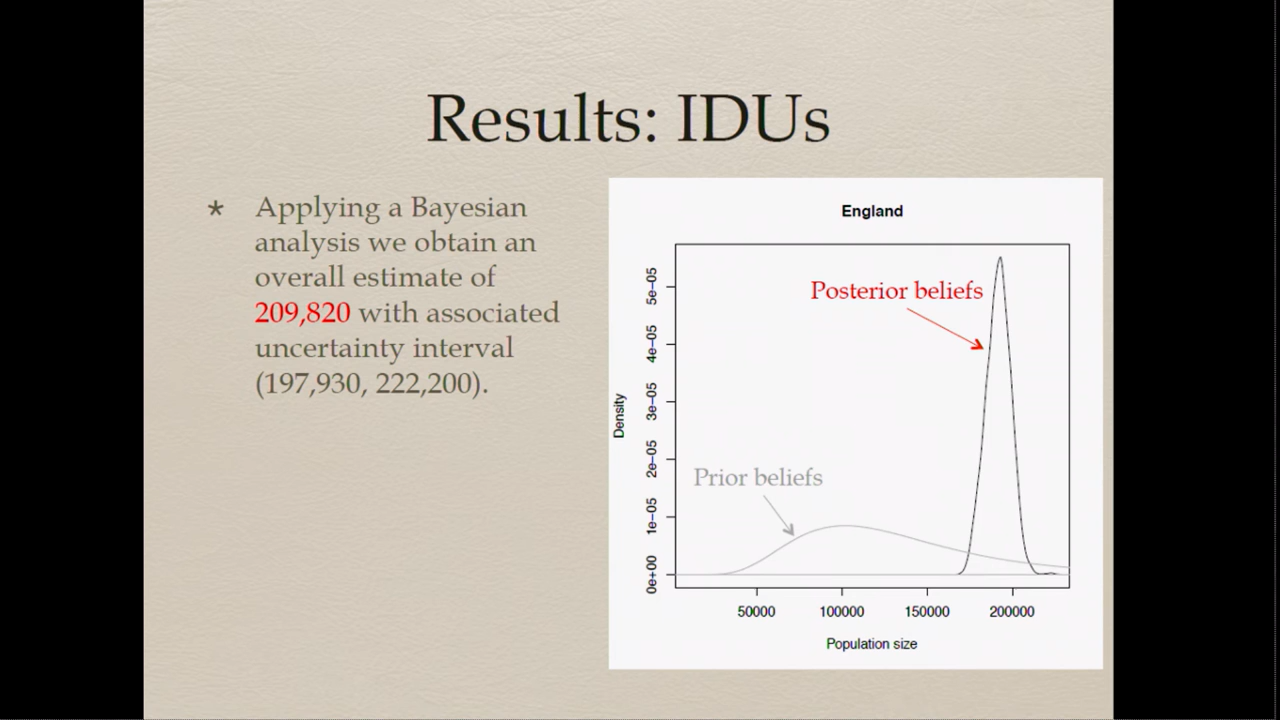 Results: IDUs
* Applying a Bayesian
analysis we obtain an
overall estimate of
209,820 with associated
uncertainty interval
(197,930, 222,200).
England
Posterior beliefs
Prior beliefs
Density
0e+00 1e-05 2e-05 3e-05 4e-05 5e-05
50000 100000 150000 200000
Population size